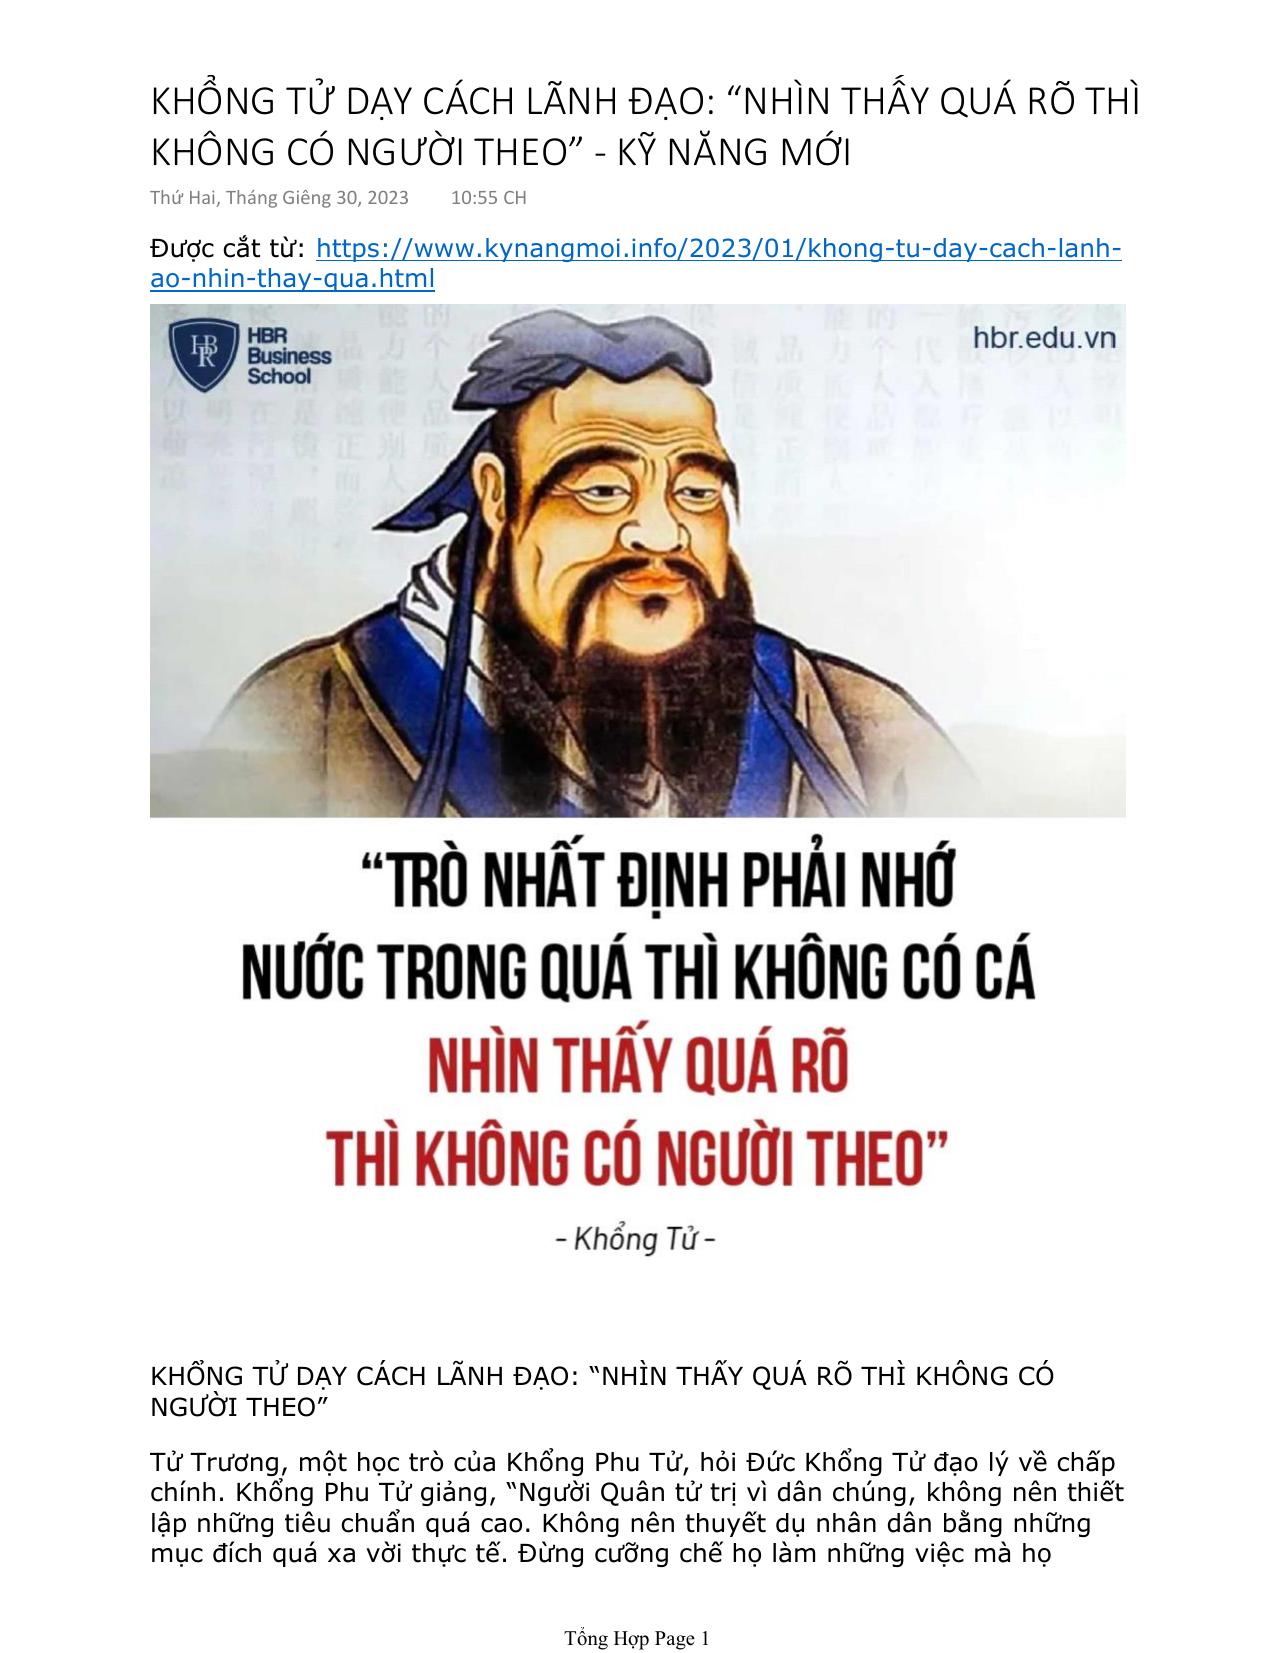 KHỔNG TỬ DẠY CÁCH LÃNH ĐẠO: “NHÌN THẤY QUÁ RÕ THÌ
KHÔNG CÓ NGƯỜI THEO” - KỸ NĂNG MỚI
Thứ Hai, Tháng Giêng 30, 2023 10:55 CH
Được cắt từ: https://www.kynangmoi.info/2023/01/khong-tu-day-cach-lanh-
ao-nhin-thay-qua.html
HBR
Business
School
hbr.edu.vn
“TRÒ NHẤT ĐỊNH PHẢI NHỚ
NƯỚC TRONG QUÁ THÌ KHÔNG CÓ CÁ
NHÌN THẤY QUÁ RÕ
THÌ KHÔNG CÓ NGƯỜI THEO”
- Khổng Tử -
KHỔNG TỬ DẠY CÁCH LÃNH ĐẠO: “NHÌN THẤY QUÁ RÕ THÌ KHÔNG CÓ
NGƯỜI THEO”
Tử Trương, một học trò của Khổng Phu Tử, hỏi Đức Khổng Tử đạo lý về chấp
chính. Khổng Phu Tử giảng, “Người Quân tử trị vì dân chúng, không nên thiết
lập những tiêu chuẩn quá cao. Không nên thuyết dụ nhân dân bằng những
mục đích quá xa vời thực tế. Đừng cưỡng chế họ làm những việc mà họ
Tổng Hợp Page 1